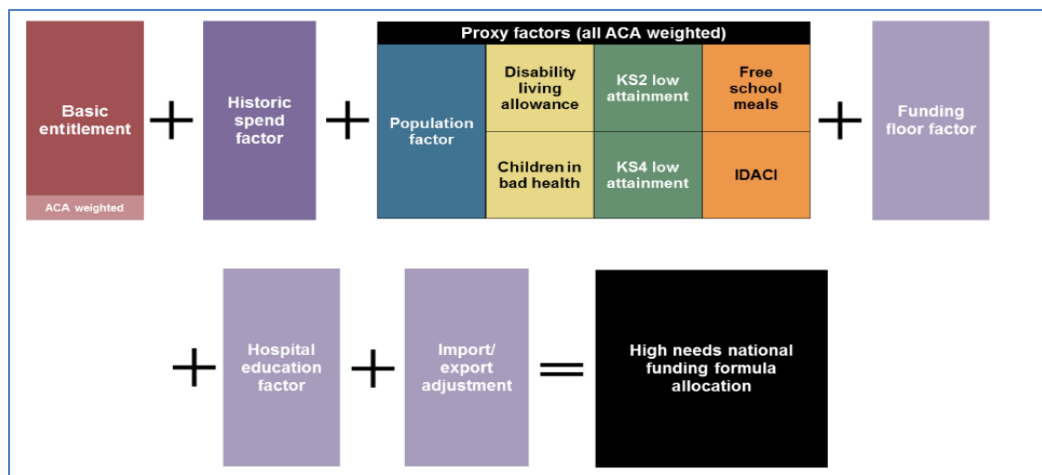 Proxy factors (all ACA weighted)
Basic
entitlement
ACA weighted
+
Historic
spend
factor
+
Population
factor
Disability
living
allowance
KS2 low
attainment
Free
school
meals
Children in
bad health
KS4 low
attainment
IDACI
+
Funding
floor factor
+
Hospital
education
factor
+
Import/
export
adjustment
=
High needs national
funding formula
allocation